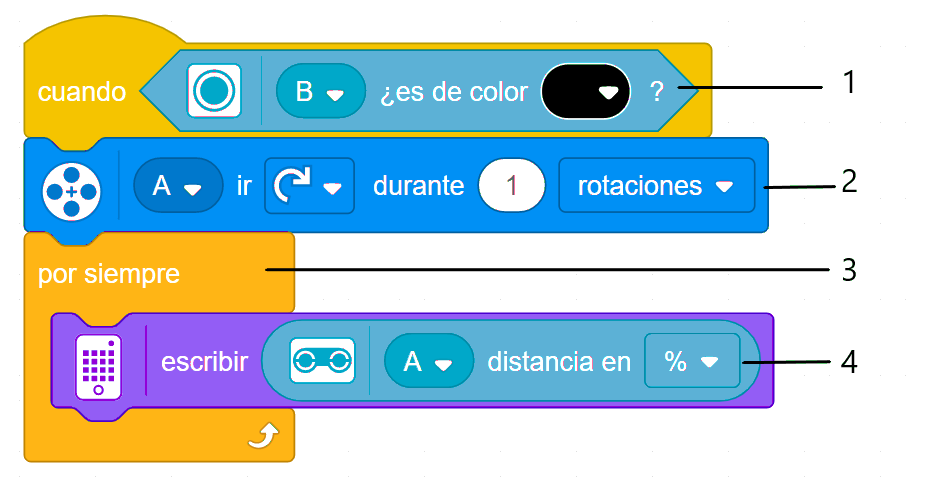 cuando B ¿es de color ? 1
A ir durante 1 rotaciones 2
por siempre 3
escribir A distancia en % 4